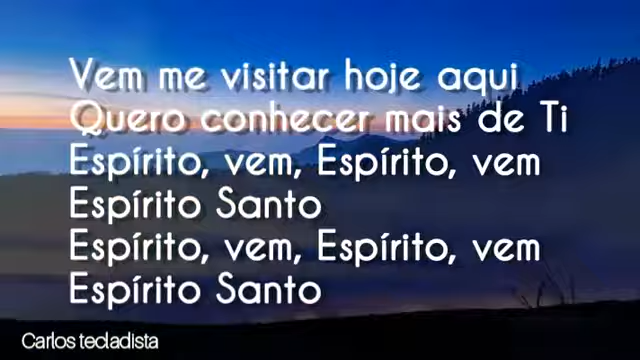 Vem me visitar hoje aqui
Quero conhecer mais de Ti
Espírito, vem, Espírito, vem
Espírito Santo
Espírito, vem, Espírito, vem
Espírito Santo
Carlos tecladista